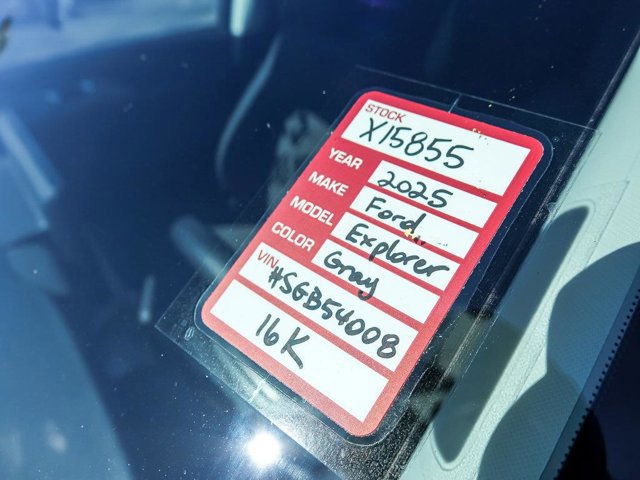 STOCK
X15855
YEAR 2025
MAKE Ford
MODEL Explorer
COLOR Gray
VIN #SGB54008
16K